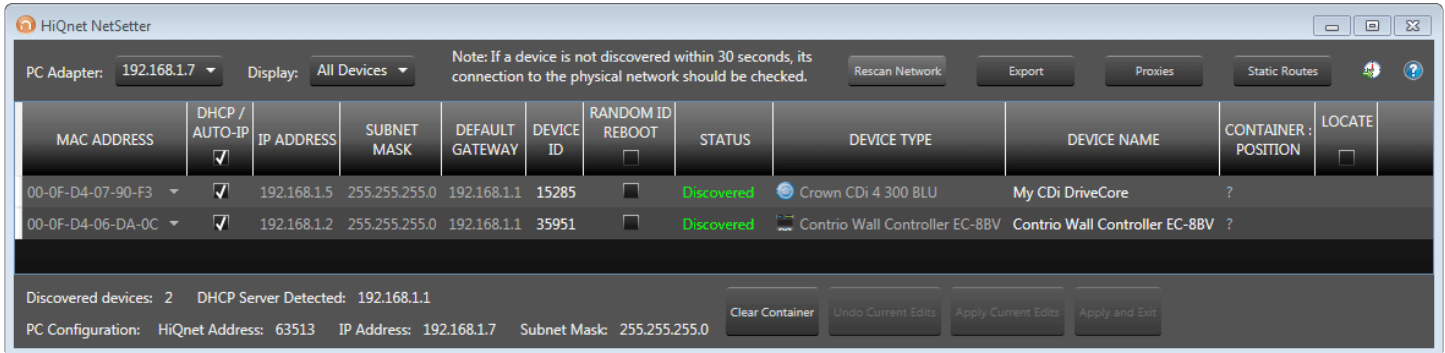 HiQnet NetSetter
PC Adapter: 192.168.1.7 Display: All Devices Note: If a device is not discovered within 30 seconds, its
connection to the physical network should be checked. Rescan Network Export Proxies Static Routes ?
MAC ADDRESS DHCP / AUTO-IP IP ADDRESS SUBNET MASK DEFAULT GATEWAY DEVICE ID RANDOM ID REBOOT STATUS DEVICE TYPE DEVICE NAME CONTAINER : POSITION LOCATE
00-0F-D4-07-90-F3 192.168.1.5 255.255.255.0 192.168.1.1 15285 Discovered Crown CDi 4 300 BLU My CDi DriveCore ?
00-0F-D4-06-DA-0C 192.168.1.2 255.255.255.0 192.168.1.1 35951 Discovered Contrio Wall Controller EC-8BV Contrio Wall Controller EC-8BV ?
Discovered devices: 2 DHCP Server Detected: 192.168.1.1
Clear Container Undo Current Edits Apply Current Edits Apply and Exit
PC Configuration: HiQnet Address: 63513 IP Address: 192.168.1.7 Subnet Mask: 255.255.255.0